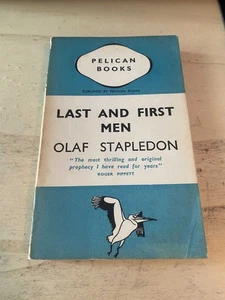 PELICAN
BOOKS
PUBLISHED BY PENGUIN BOOKS
LAST AND FIRST
MEN
OLAF STAPLEDON
"The most thrilling and original
prophecy I have read for years"
ROGER PIPPETT